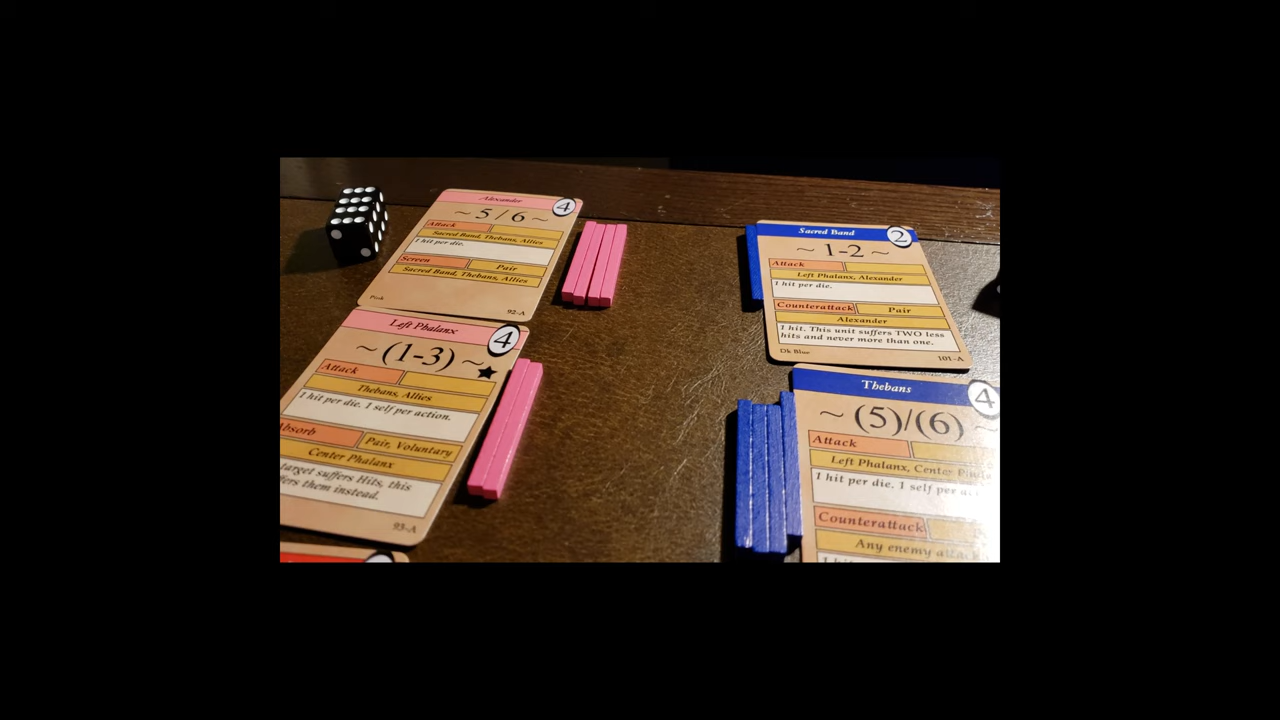 Alexander
4
~ 5/6 ~
Attack
Sacred Band, Thebans, Allies
1 hit per die.
Screen
Pair
Sacred Band, Thebans, Allies
Pink
92-A
Left Phalanx
4
~ (1-3) ~
Attack
Thebans, Allies
1 hit per die. 1 self per action.
Absorb
Pair, Voluntary
Center Phalanx
target suffers Hits, this
them instead.
93-A
Sacred Band
2
~ 1-2 ~
Attack
Left Phalanx, Alexander
1 hit per die.
Counterattack
Pair
Alexander
1 hit. This unit suffers TWO less
hits and never more than one.
Dk Blue
101-A
Thebans
4
~ (5)/(6) ~
Attack
Left Phalanx, Center
1 hit per die. 1 self per
Counterattack
Any enemy
1 hit